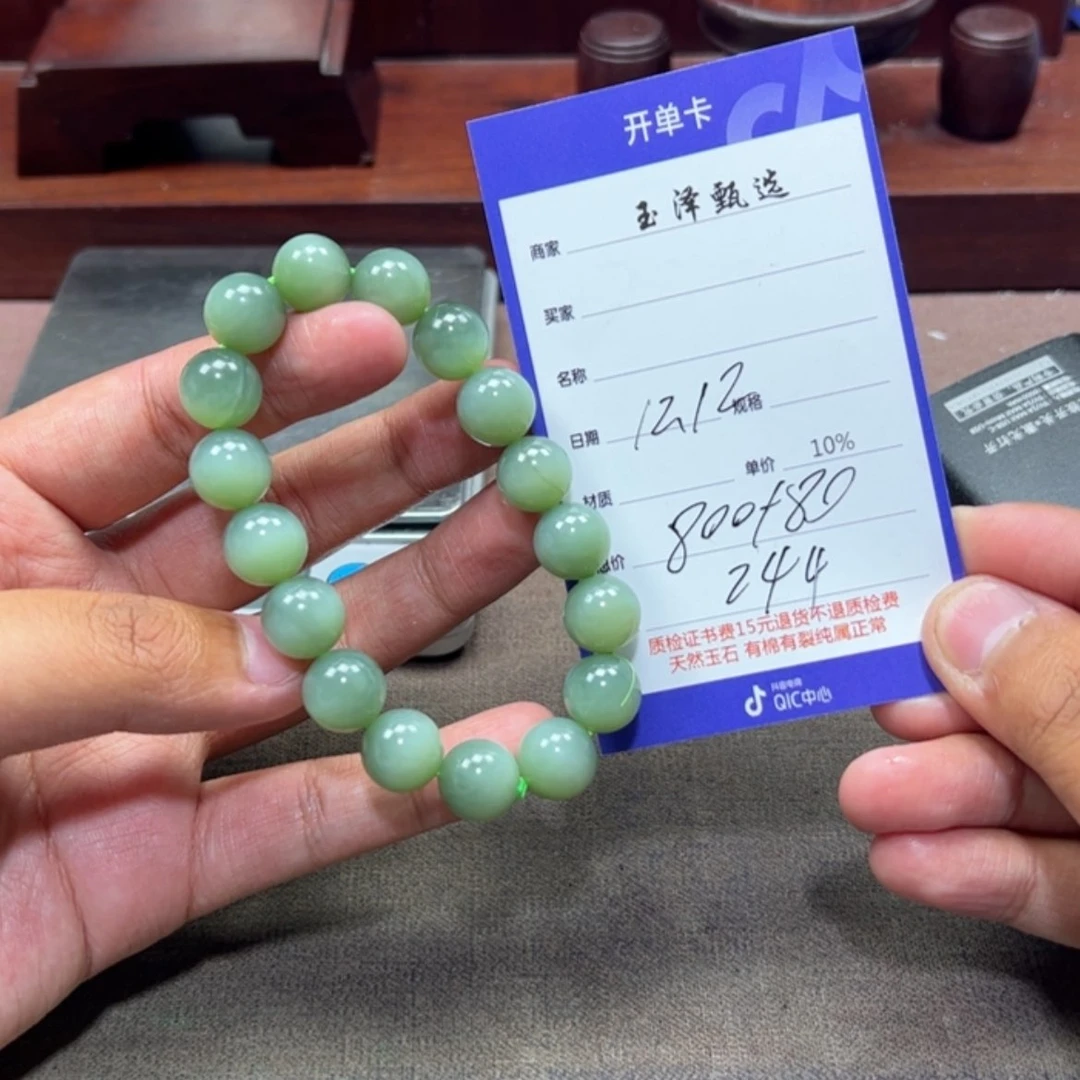 开单卡
商家 玉泽甄选
买家
名称
日期 12.12 规格
材质 单价 10%
价 800+80
244
质检证书费15元退货不退质检费
天然玉石 有棉有裂纯属正常
抖音电商
QIC中心